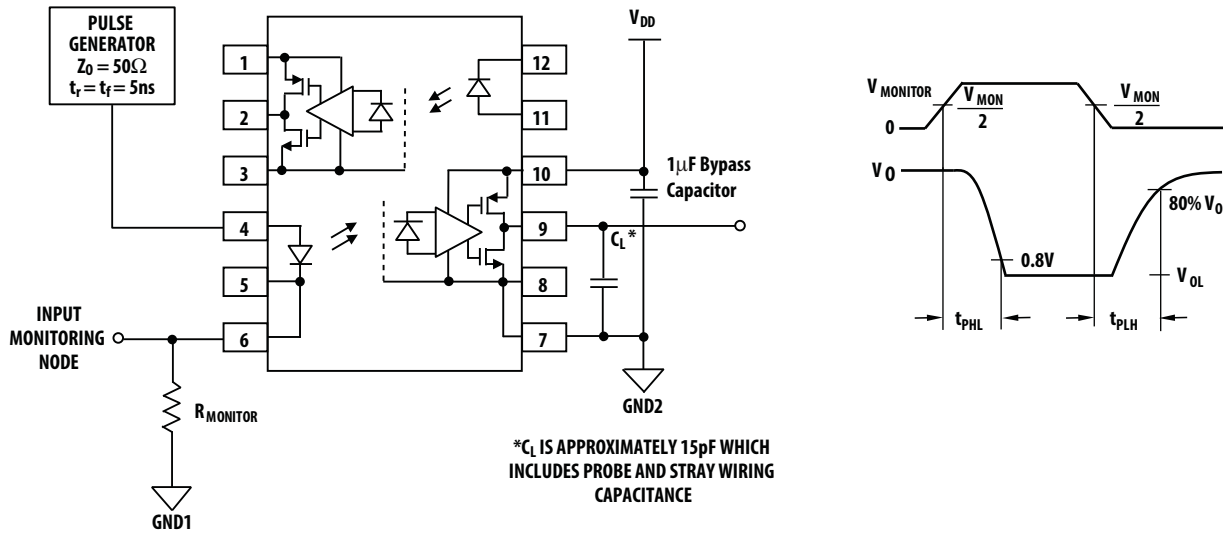 PULSE
GENERATOR
Z0 = 50Ω
tr = tf = 5ns
1
2
3
4
5
6
12
11
10
9
8
7
VDD
1μF Bypass
Capacitor
CL*
INPUT
MONITORING
NODE
RMONITOR
GND1
GND2
*CL IS APPROXIMATELY 15pF WHICH
INCLUDES PROBE AND STRAY WIRING
CAPACITANCE
VMONITOR
0
VMON
2
VMON
2
VO
80% VO
0.8V
VOL
tPHL
tPLH